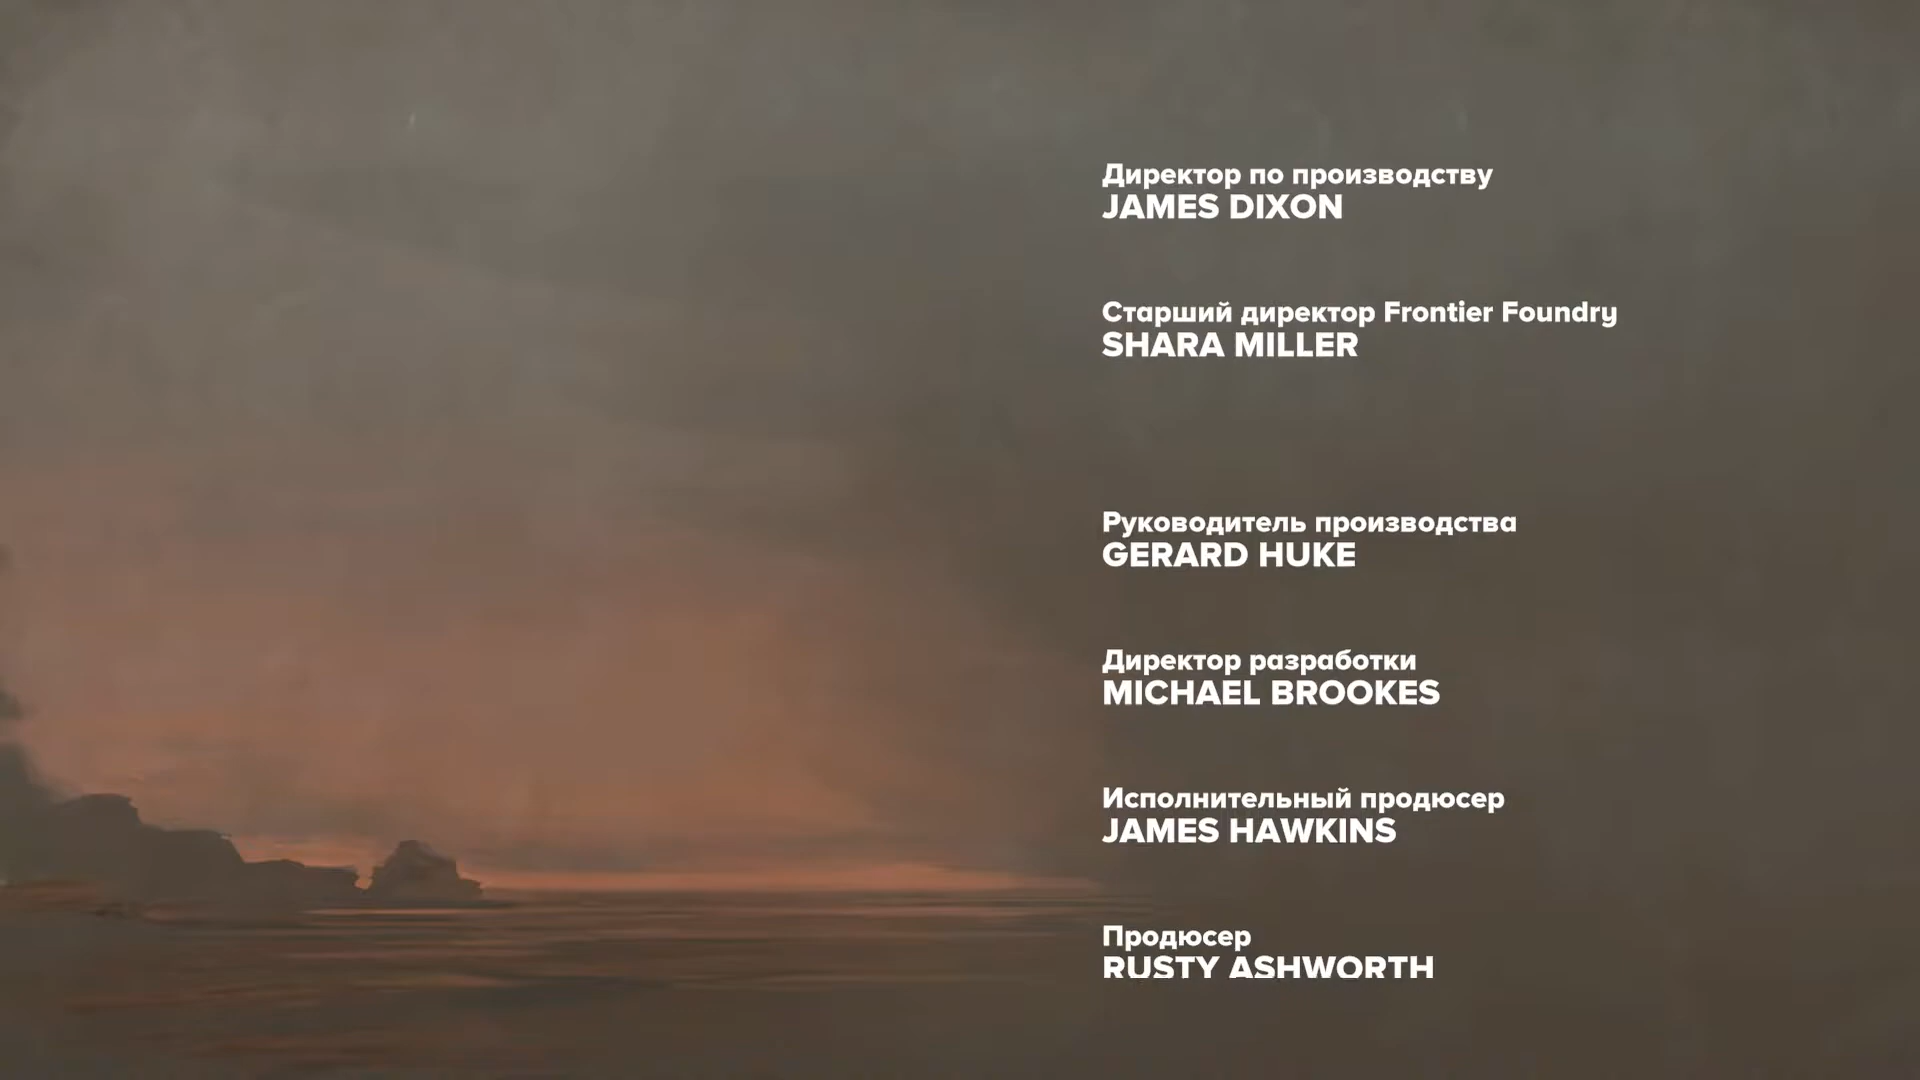 Директор по производству
JAMES DIXON
Старший директор Frontier Foundry
SHARA MILLER
Руководитель производства
GERARD HUKE
Директор разработки
MICHAEL BROOKES
Исполнительный продюсер
JAMES HAWKINS
Продюсер
RUSTY ASHWORTH